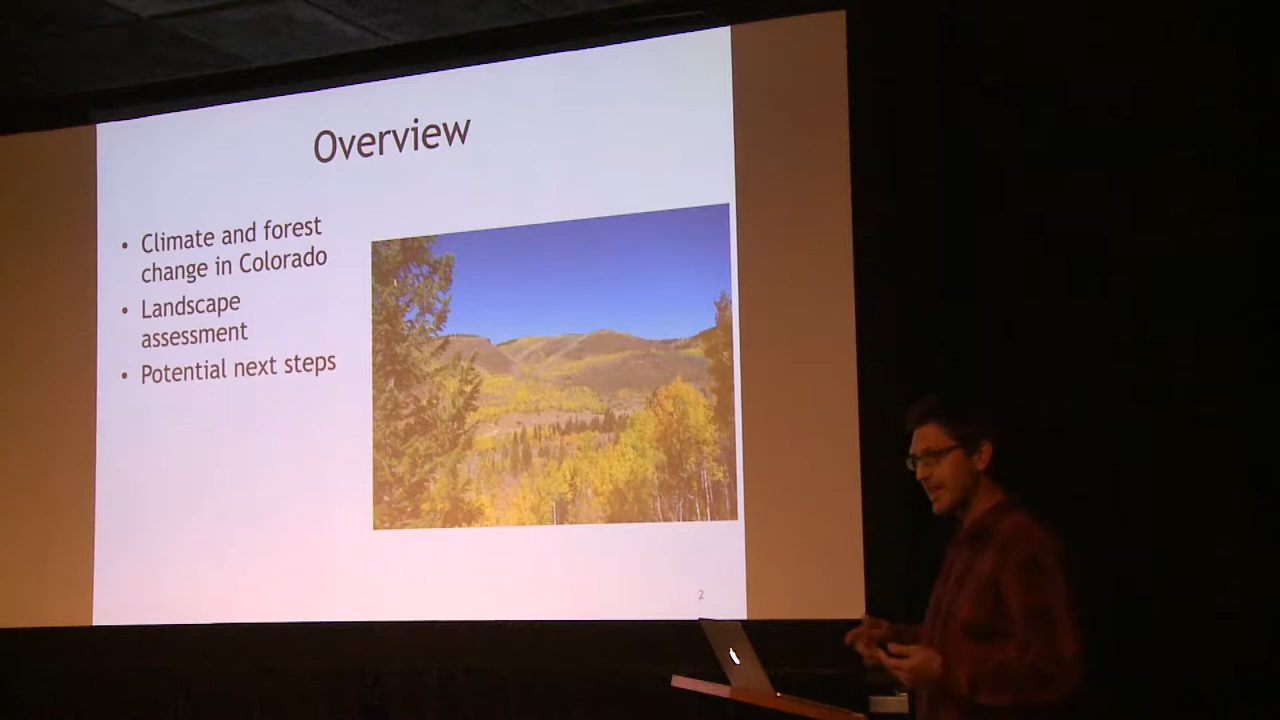 Overview
• Climate and forest
change in Colorado
• Landscape
assessment
• Potential next steps
2